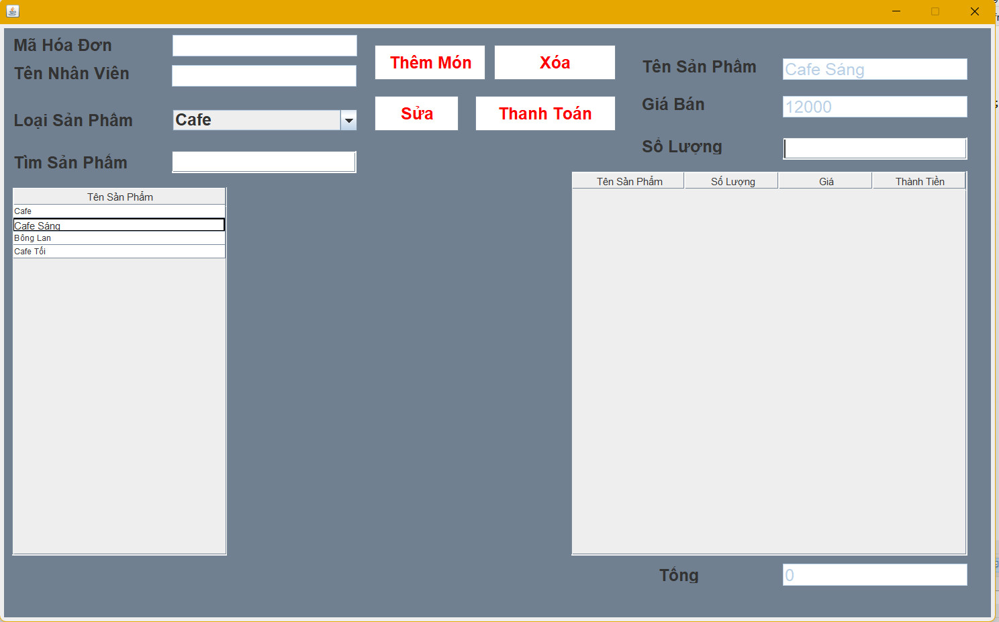 Mã Hóa Đơn
Tên Nhân Viên
Loại Sản Phẩm
Cafe
Tìm Sản Phẩm
Thêm Món
Xóa
Sửa
Thanh Toán
Tên Sản Phẩm
Cafe Sáng
Giá Bán
12000
Số Lượng
Tên Sản Phẩm
Cafe
Cafe Sáng
Bông Lan
Cafe Tối
Tên Sản Phẩm Số Lượng Giá Thành Tiền
Tổng
0